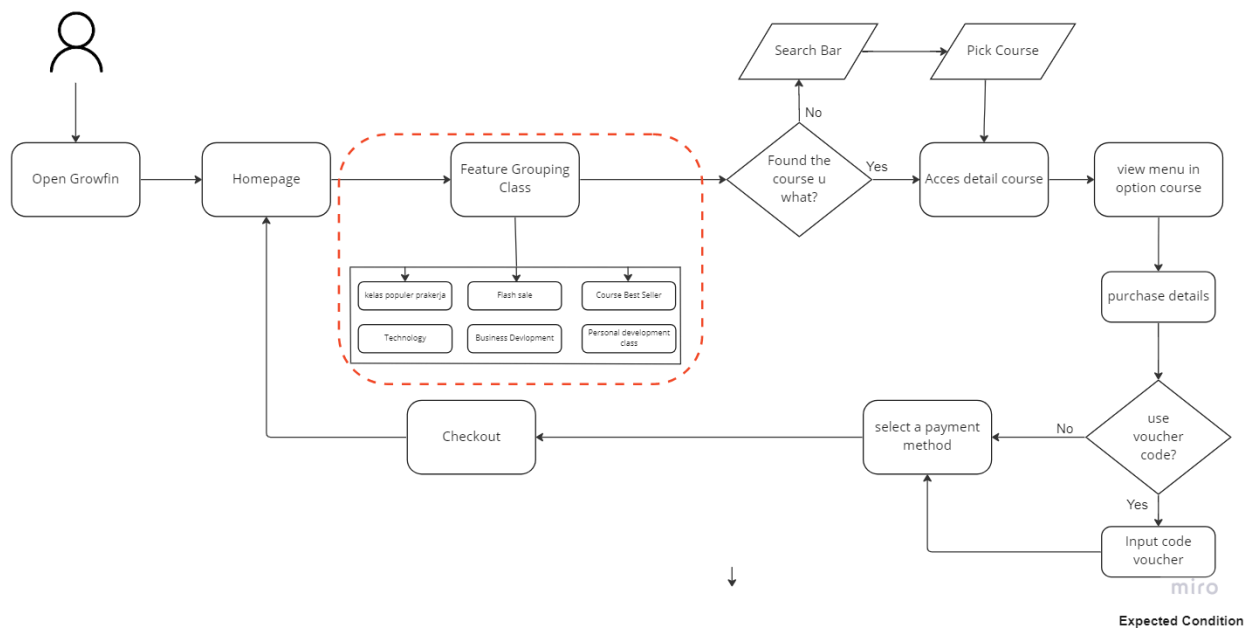 Search Bar
Pick Course
No
Open Growfin
Homepage
Feature Grouping
Class
Found the
course u
what?
Yes
Acces detail course
view menu in
option course
kelas populer prakerja
Flash sale
Course Best Seller
Technology
Business Devlopment
Personal development
class
purchase details
Checkout
select a payment
method
No
use
voucher
code?
Yes
Input code
voucher
miro
Expected Condition